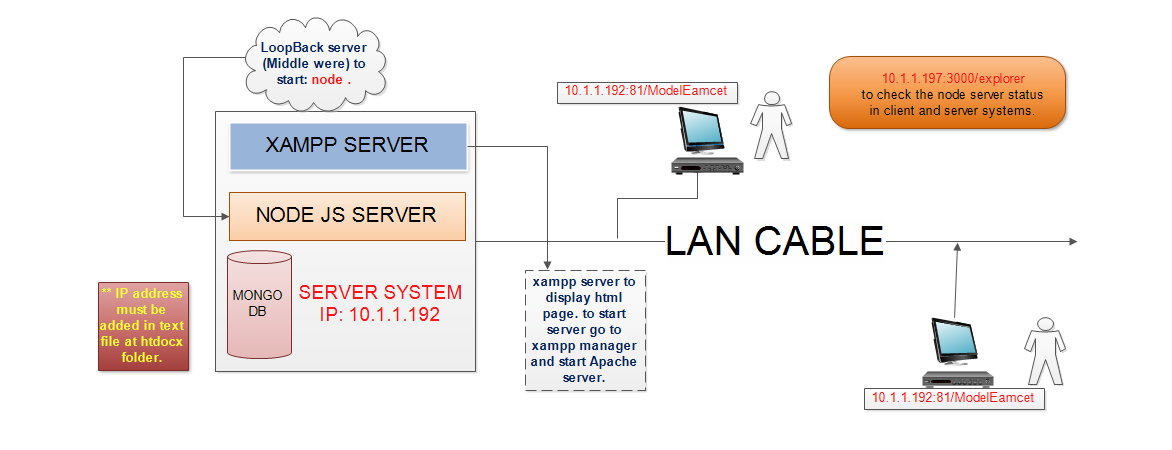 LoopBack server
(Middle were) to
start: node .
XAMPP SERVER
NODE JS SERVER
MONGO
DB
SERVER SYSTEM
IP: 10.1.1.192
** IP address
must be
added in text
file at htdocx
folder.
xampp server to
display html
page. to start
server go to
xampp manager
and start Apache
server.
10.1.1.192:81/ModelEamcet
LAN CABLE
10.1.1.197:3000/explorer
to check the node server status
in client and server systems.
10.1.1.192:81/ModelEamcet